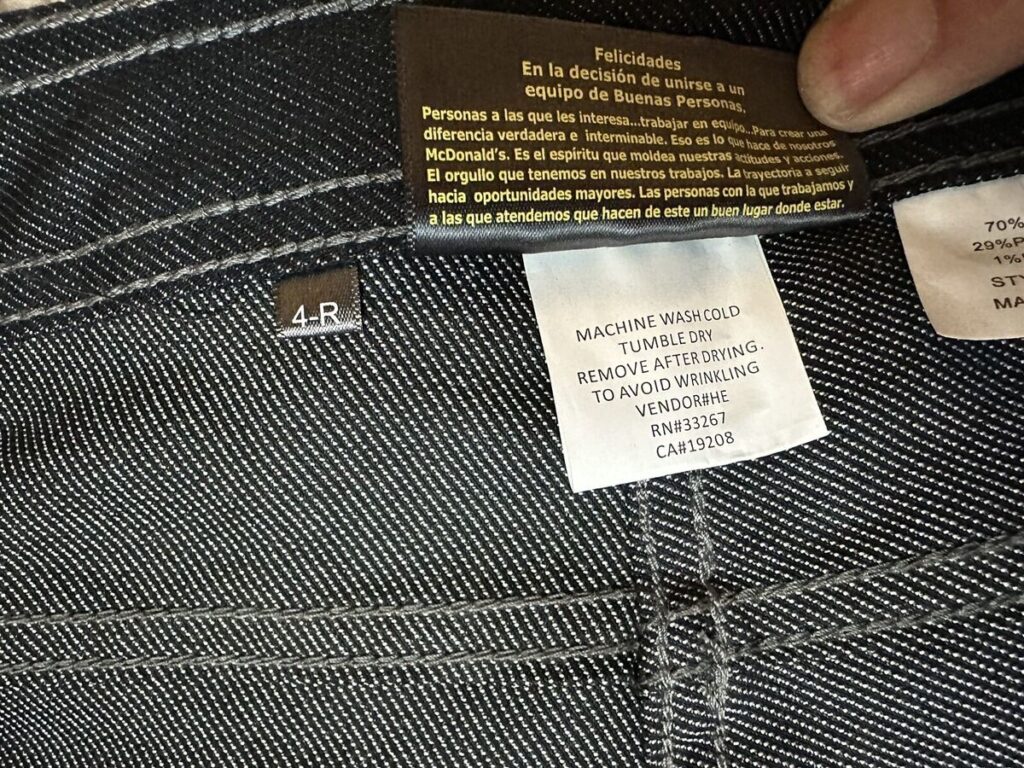 Felicidades
En la decisión de unirse a un
equipo de Buenas Personas.
Personas a las que les interesa...trabajar en equipo...Para crear una
diferencia verdadera e interminable. Eso es lo que hace de nosotros
McDonald's. Es el espíritu que moldea nuestras actitudes y acciones.
El orgullo que tenemos en nuestros trabajos. La trayectoria a seguir
hacia oportunidades mayores. Las personas con la que trabajamos y
a las que atendemos que hacen de este un buen lugar donde estar.
4-R
MACHINE WASH COLD
TUMBLE DRY
REMOVE AFTER DRYING.
TO AVOID WRINKLING
VENDOR#HE
RN#33267
CA#19208
70%
29%
1%